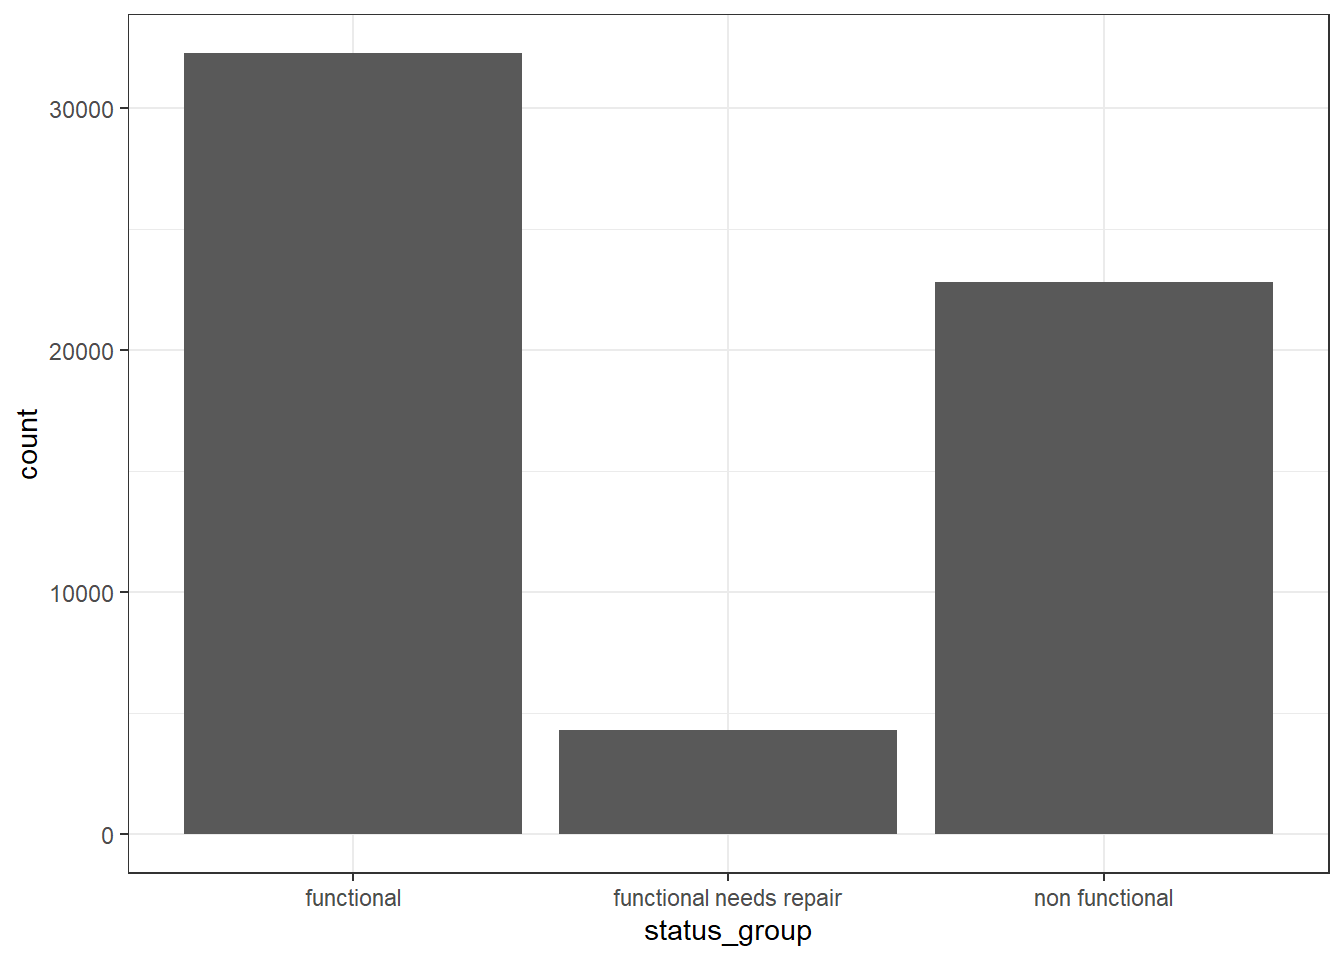 count
30000
20000
10000
0
functional
functional needs repair
non functional
status_group